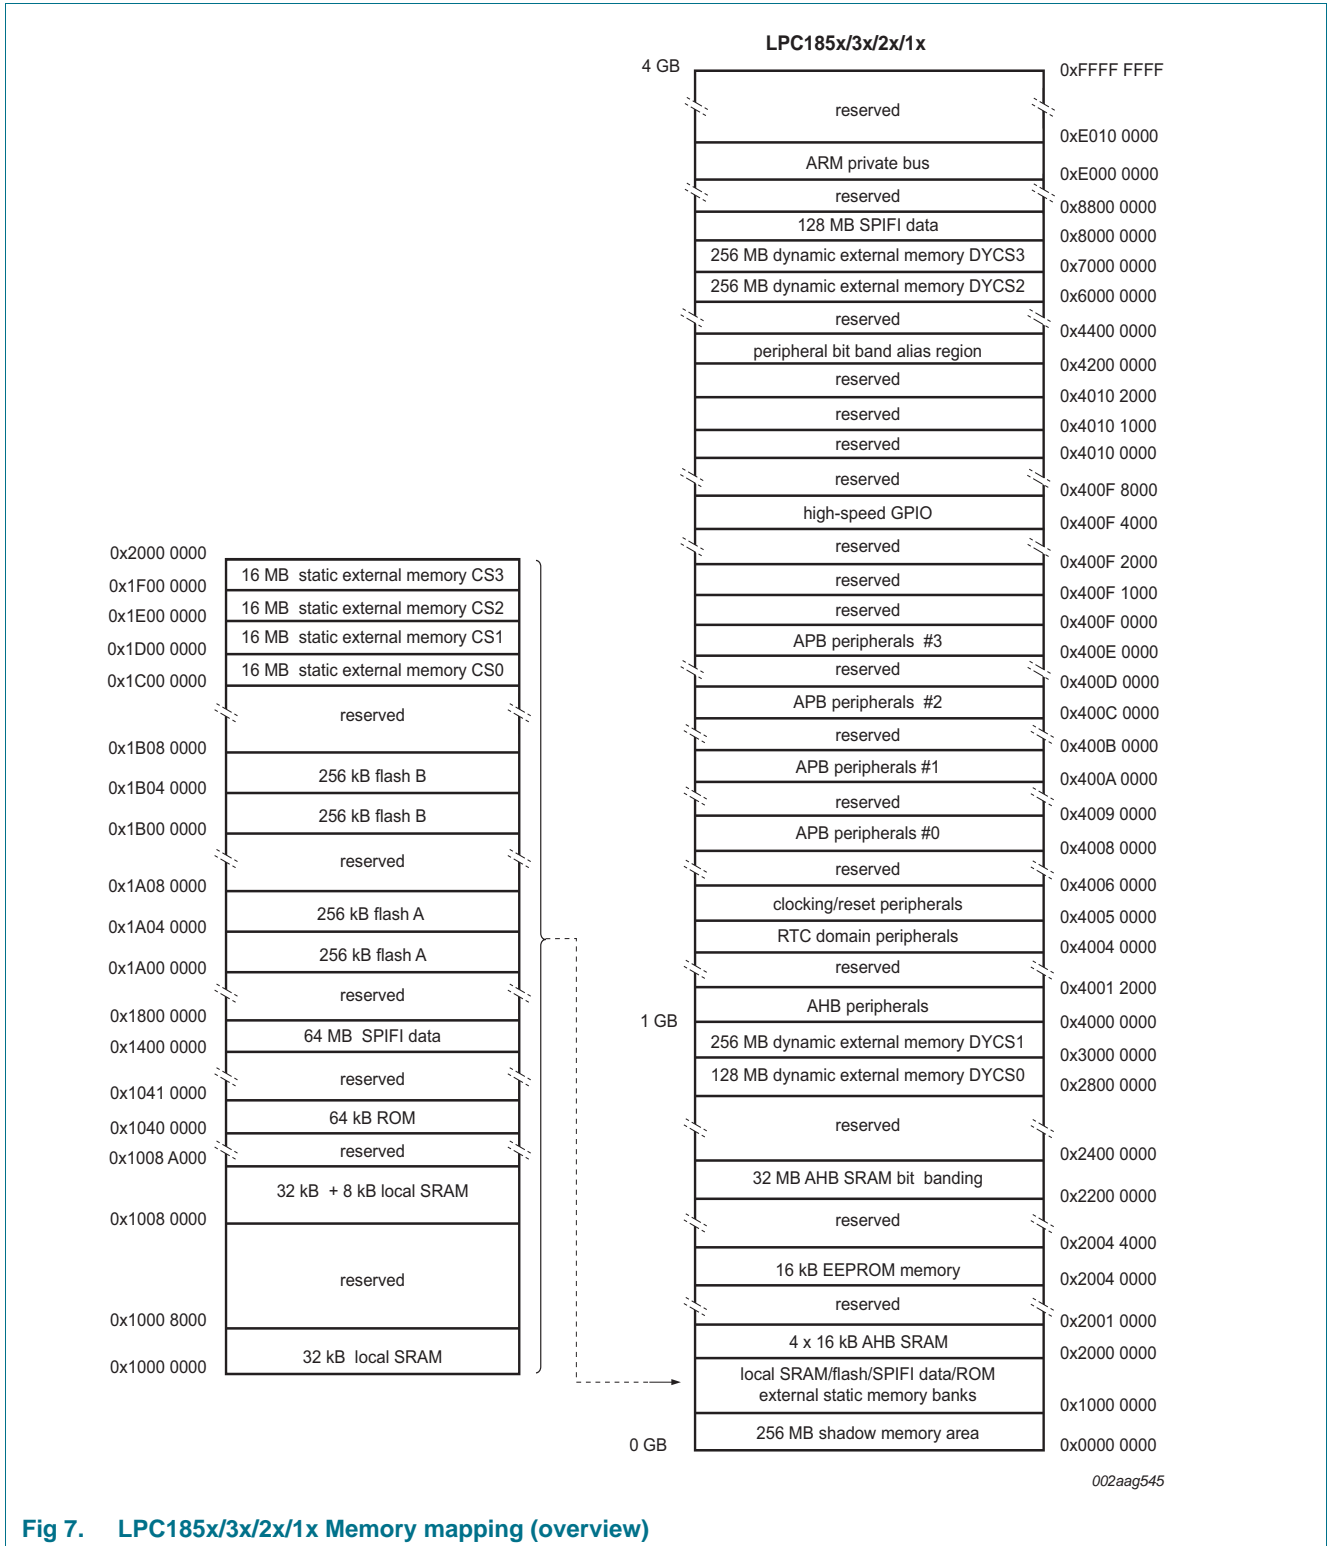 LPC185x/3x/2x/1x
4 GB
0xFFFF FFFF
reserved
0xE010 0000
ARM private bus
0xE000 0000
reserved
0x8800 0000
128 MB SPIFI data
0x8000 0000
256 MB dynamic external memory DYCS3
0x7000 0000
256 MB dynamic external memory DYCS2
0x6000 0000
reserved
0x4400 0000
peripheral bit band alias region
0x4200 0000
reserved
0x4010 2000
reserved
0x4010 1000
reserved
0x4010 0000
reserved
0x400F 8000
high-speed GPIO
0x400F 4000
reserved
0x400F 2000
reserved
0x400F 1000
reserved
0x400F 0000
APB peripherals #3
0x400E 0000
reserved
0x400D 0000
APB peripherals #2
0x400C 0000
reserved
0x400B 0000
APB peripherals #1
0x400A 0000
reserved
0x4009 0000
APB peripherals #0
0x4008 0000
reserved
0x4006 0000
clocking/reset peripherals
0x4005 0000
RTC domain peripherals
0x4004 0000
reserved
0x4001 2000
AHB peripherals
1 GB
0x4000 0000
256 MB dynamic external memory DYCS1
0x3000 0000
128 MB dynamic external memory DYCS0
0x2800 0000
reserved
0x2400 0000
32 MB AHB SRAM bit banding
0x2200 0000
reserved
0x2004 4000
16 kB EEPROM memory
0x2004 0000
reserved
0x2001 0000
4 x 16 kB AHB SRAM
0x2000 0000
local SRAM/flash/SPIFI data/ROM
external static memory banks
0x1000 0000
256 MB shadow memory area
0 GB
0x0000 0000
0x2000 0000
16 MB static external memory CS3
0x1F00 0000
16 MB static external memory CS2
0x1E00 0000
16 MB static external memory CS1
0x1D00 0000
16 MB static external memory CS0
0x1C00 0000
reserved
0x1B08 0000
256 kB flash B
0x1B04 0000
256 kB flash B
0x1B00 0000
reserved
0x1A08 0000
256 kB flash A
0x1A04 0000
256 kB flash A
0x1A00 0000
reserved
0x1800 0000
64 MB SPIFI data
0x1400 0000
reserved
0x1041 0000
64 kB ROM
0x1040 0000
reserved
0x1008 A000
32 kB + 8 kB local SRAM
0x1008 0000
reserved
0x1000 8000
32 kB local SRAM
0x1000 0000
002aag545
Fig 7. LPC185x/3x/2x/1x Memory mapping (overview)